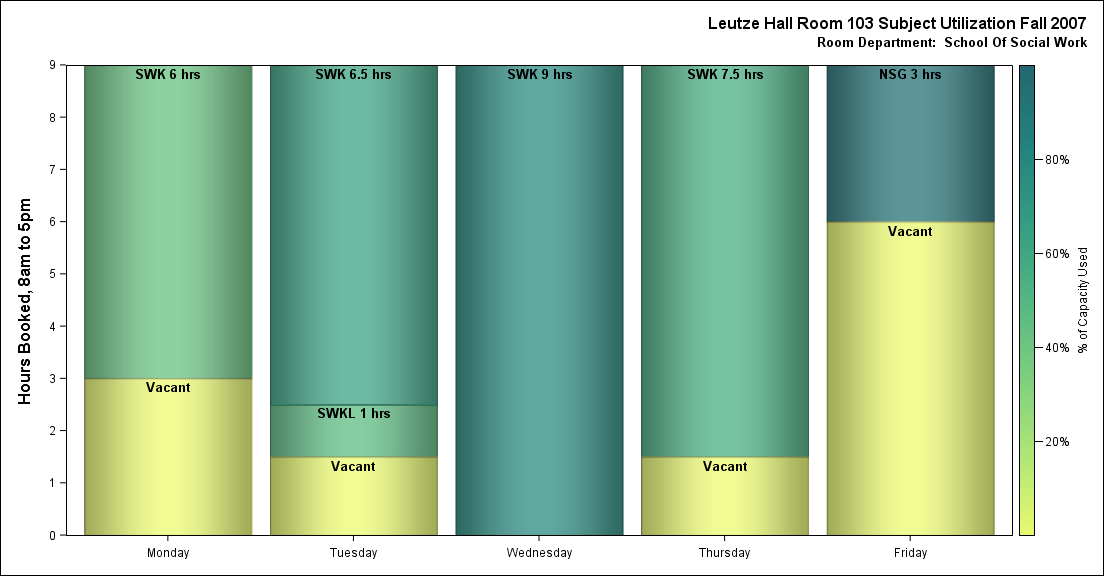 Leutze Hall Room 103 Subject Utilization Fall 2007
Room Department:  School Of Social Work
Hours Booked, 8am to 5pm
9
8
7
6
5
4
3
2
1
0
SWK 6 hrs
Vacant
SWK 6.5 hrs
SWKL 1 hrs
Vacant
SWK 9 hrs
SWK 7.5 hrs
Vacant
NSG 3 hrs
Vacant
Monday
Tuesday
Wednesday
Thursday
Friday
80%
60%
40%
20%
% of Capacity Used